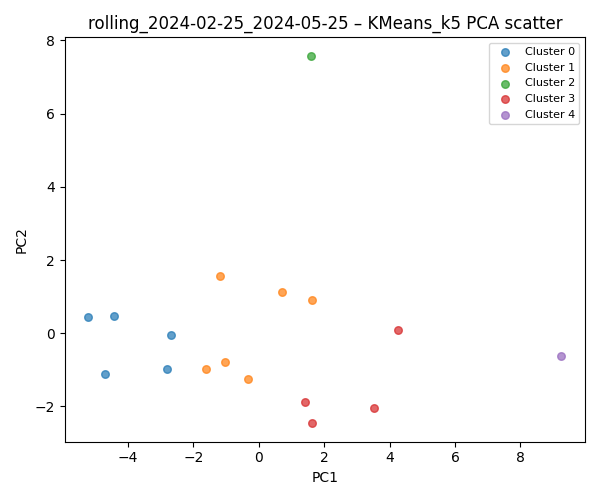 rolling_2024-02-25_2024-05-25 – KMeans_k5 PCA scatter
Cluster 0
Cluster 1
Cluster 2
Cluster 3
Cluster 4
8
6
4
2
0
−2
PC2
−4
−2
0
2
4
6
8
PC1